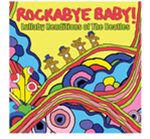 ROCKABYE BABY!
Lullaby Renditions of The Beatles